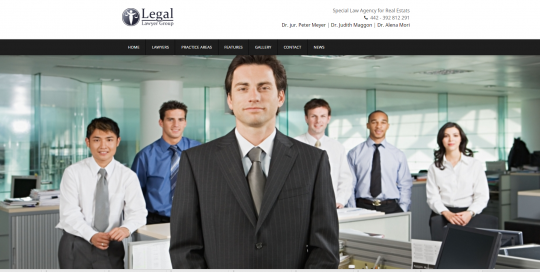 Legal
Lawyer Group
Special Law Agency for Real Estats
442 - 392 812 291
Dr. jur. Peter Meyer | Dr. Judith Maggon | Dr. Alena Mori
HOME LAWYERS PRACTICE AREAS FEATURES GALLERY CONTACT NEWS